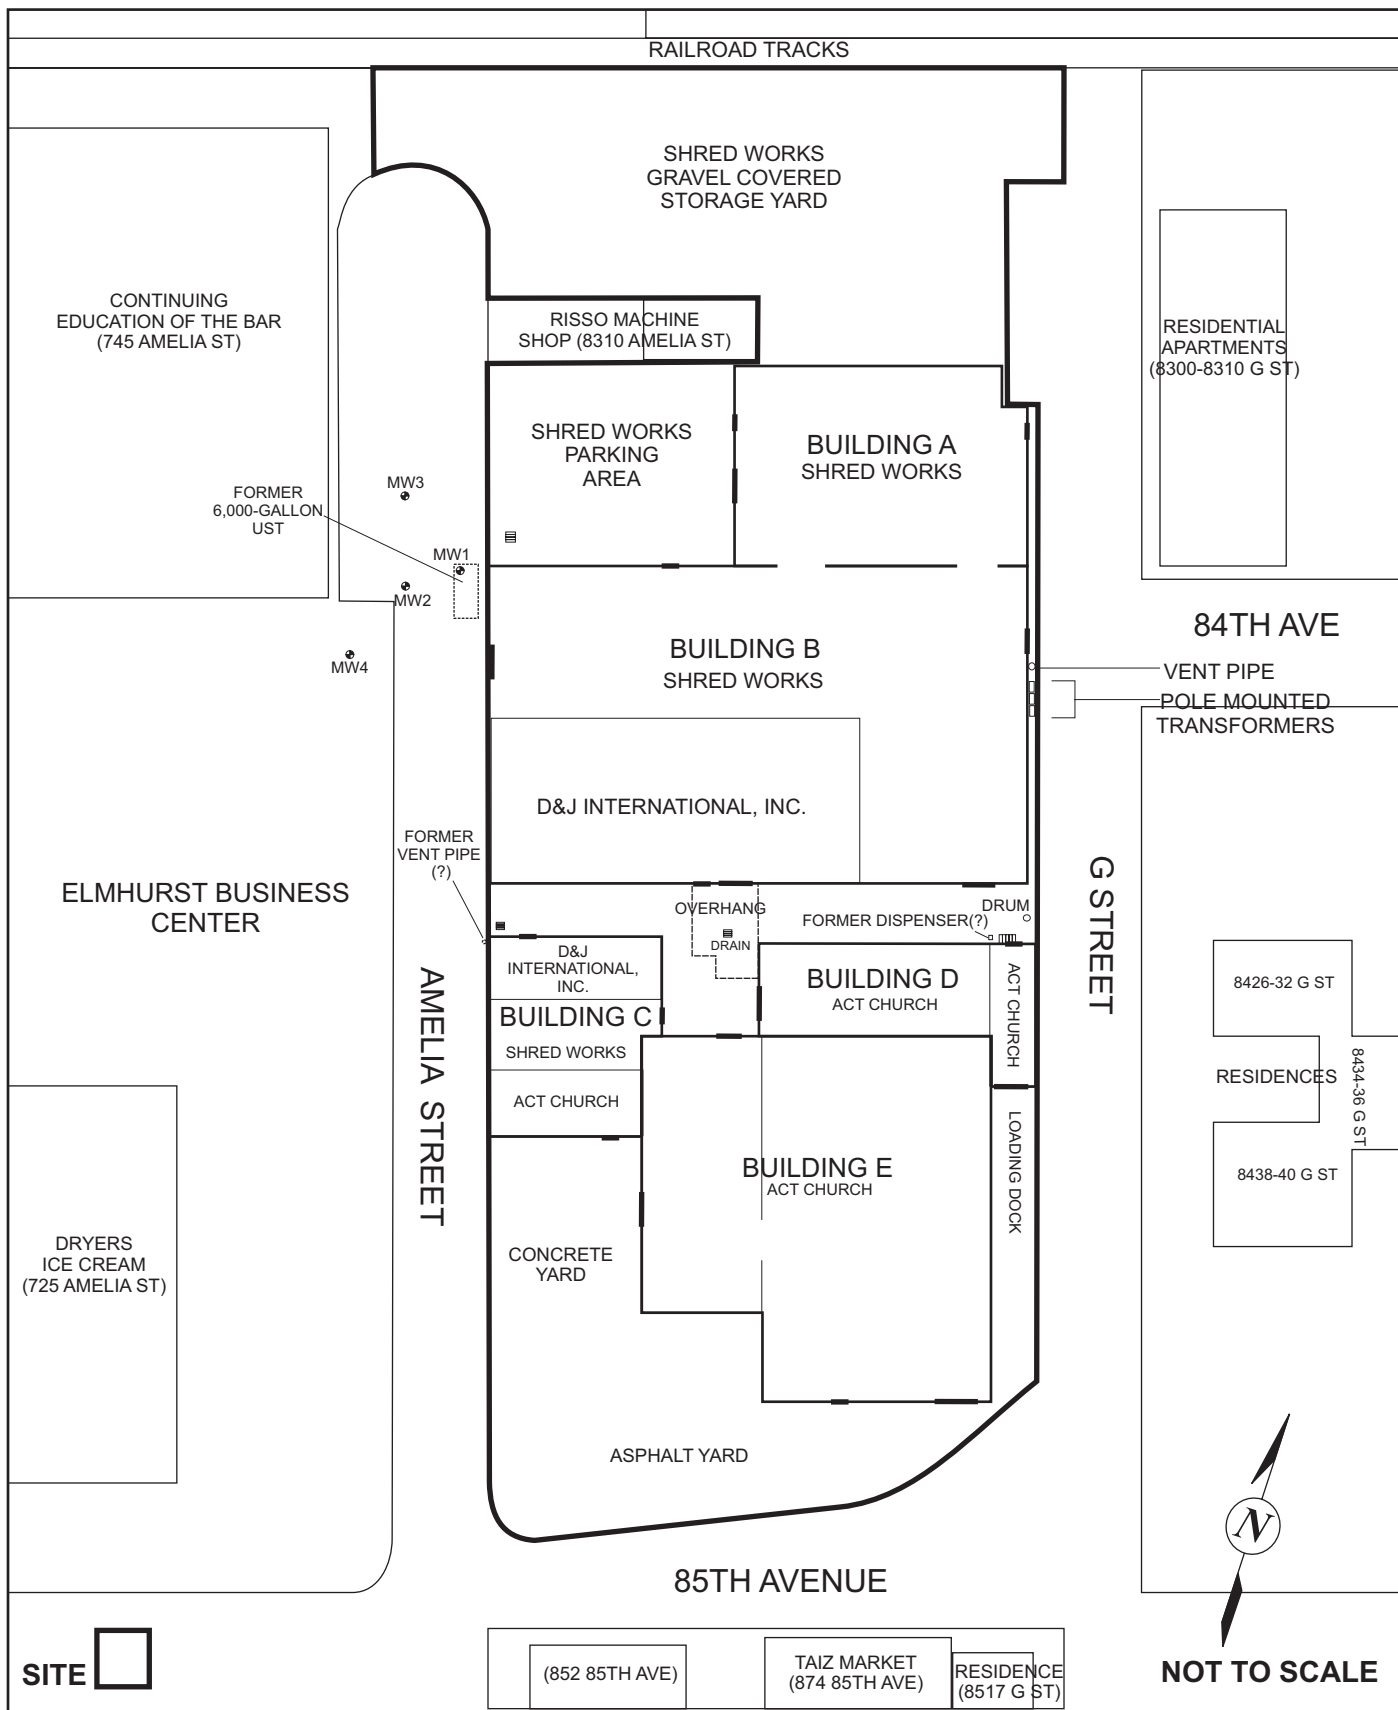 RAILROAD TRACKS
SHRED WORKS
GRAVEL COVERED
STORAGE YARD
CONTINUING
EDUCATION OF THE BAR
(745 AMELIA ST)
RISSO MACHINE
SHOP (8310 AMELIA ST)
RESIDENTIAL
APARTMENTS
(8300-8310 G ST)
SHRED WORKS
PARKING
AREA
BUILDING A
SHRED WORKS
MW3
FORMER
6,000-GALLON
UST
MW1
MW2
MW4
84TH AVE
BUILDING B
SHRED WORKS
VENT PIPE
POLE MOUNTED
TRANSFORMERS
D&J INTERNATIONAL, INC.
FORMER
VENT PIPE
(?)
ELMHURST BUSINESS
CENTER
G STREET
OVERHANG
DRAIN
FORMER DISPENSER(?)
DRUM
D&J
INTERNATIONAL,
INC.
BUILDING C
SHRED WORKS
ACT CHURCH
BUILDING D
ACT CHURCH
ACT CHURCH
AMELIA STREET
8426-32 G ST
RESIDENCES
8434-36 G ST
8438-40 G ST
BUILDING E
ACT CHURCH
LOADING DOCK
CONCRETE
YARD
DRYERS
ICE CREAM
(725 AMELIA ST)
ASPHALT YARD
N
85TH AVENUE
SITE
(852 85TH AVE)
TAIZ MARKET
(874 85TH AVE)
RESIDENCE
(8517 G ST)
NOT TO SCALE